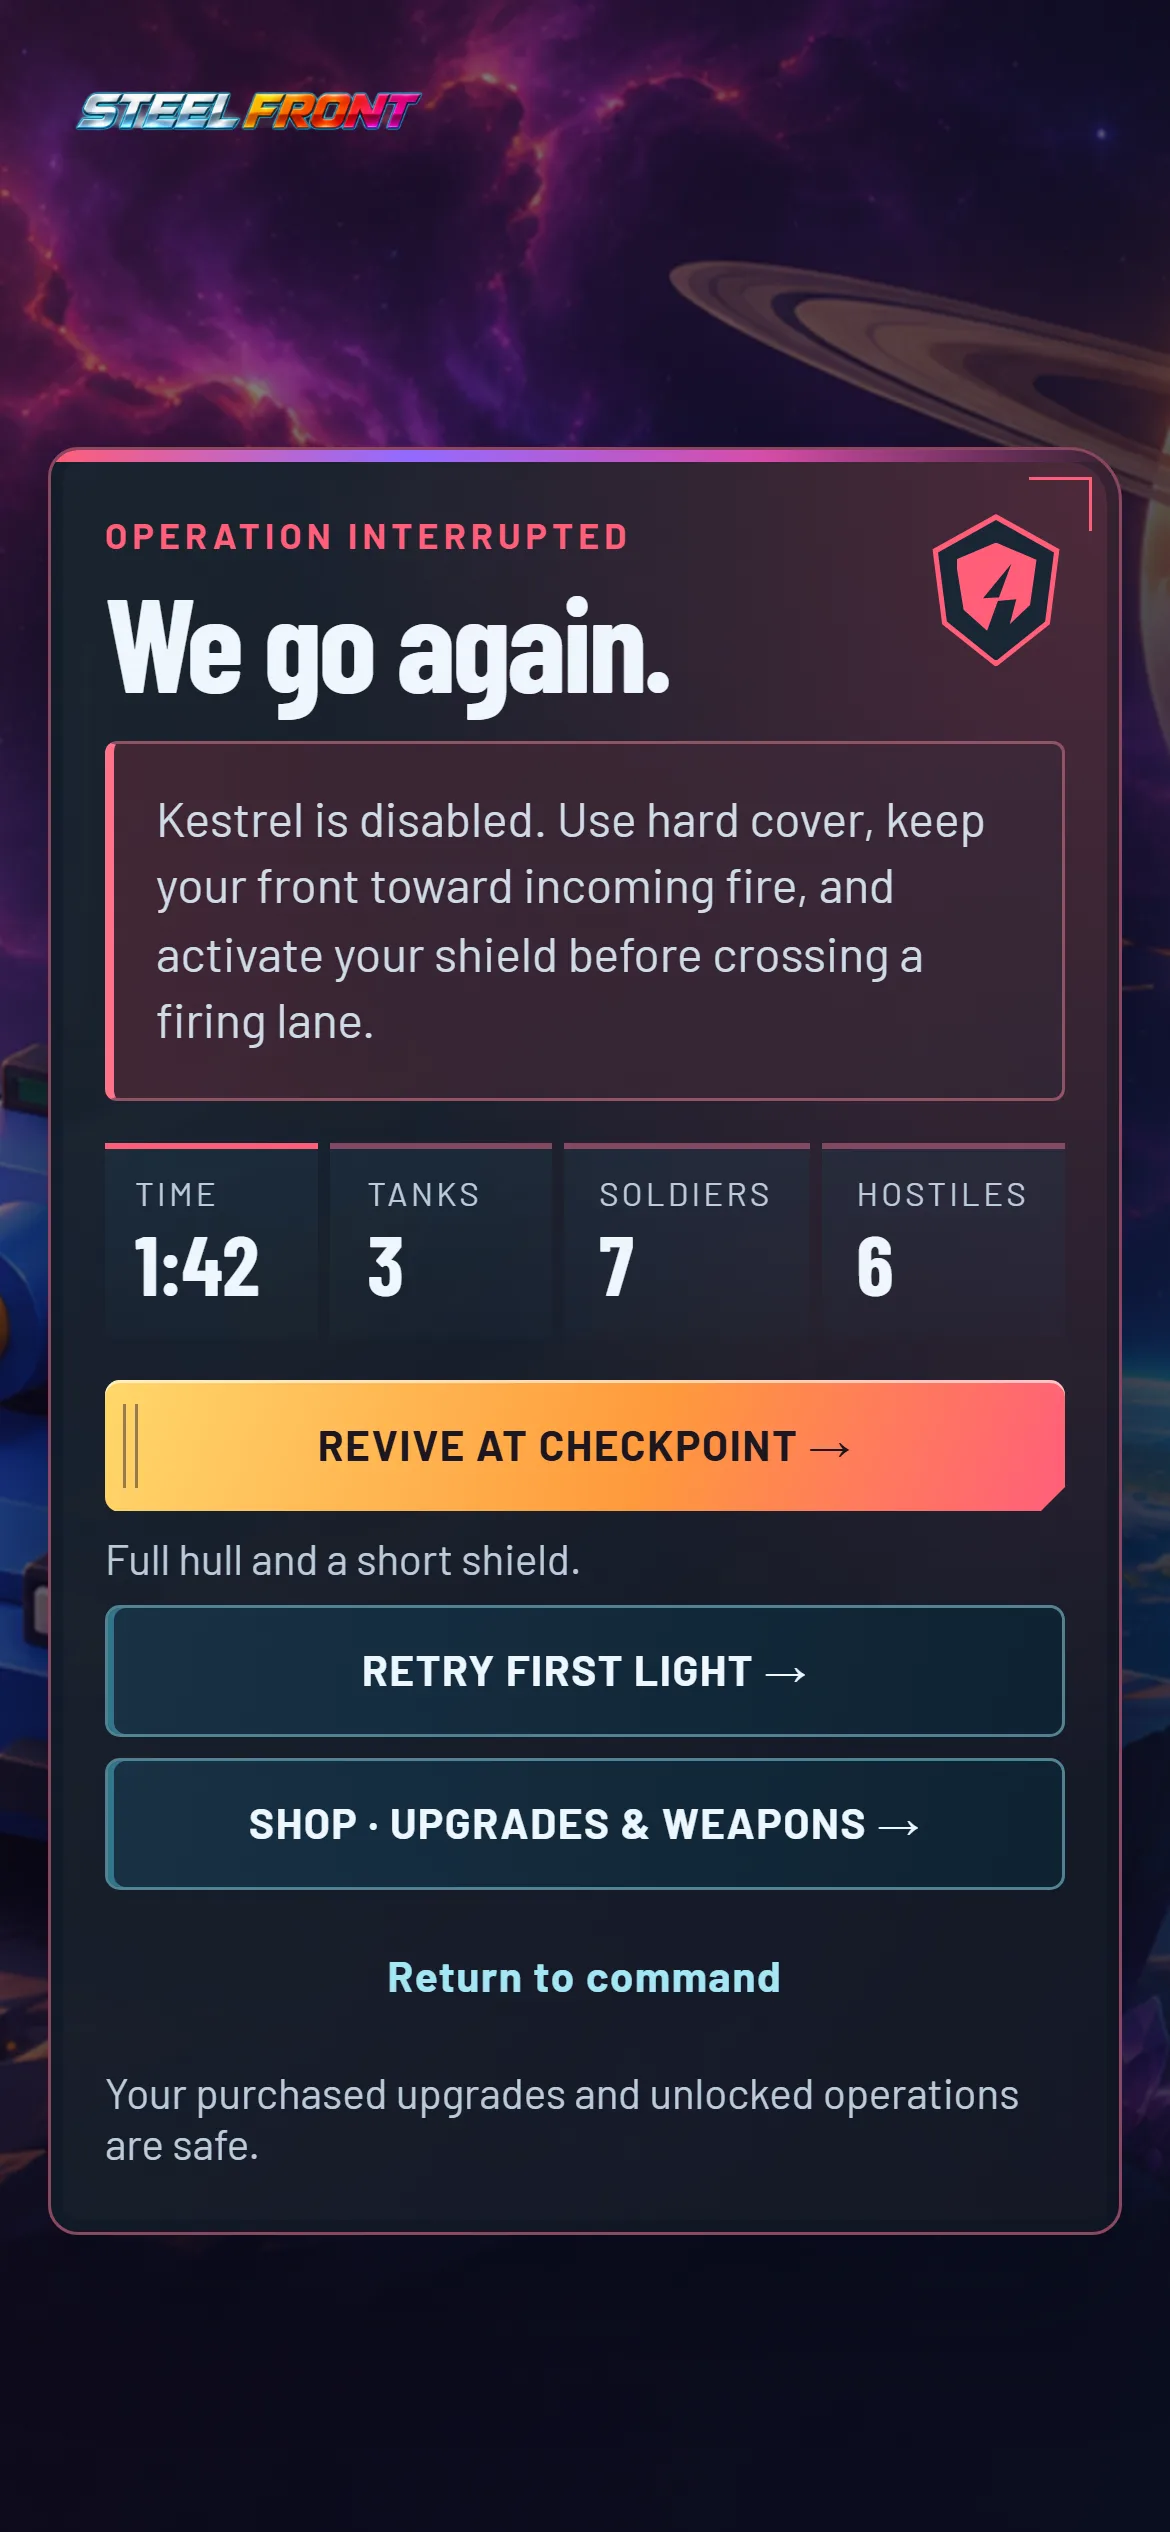 STEEL FRONT
OPERATION INTERRUPTED
We go again.
Kestrel is disabled. Use hard cover, keep
your front toward incoming fire, and
activate your shield before crossing a
firing lane.
TIME TANKS SOLDIERS HOSTILES
1:42 3 7 6
REVIVE AT CHECKPOINT →
Full hull and a short shield.
RETRY FIRST LIGHT →
SHOP · UPGRADES & WEAPONS →
Return to command
Your purchased upgrades and unlocked operations
are safe.